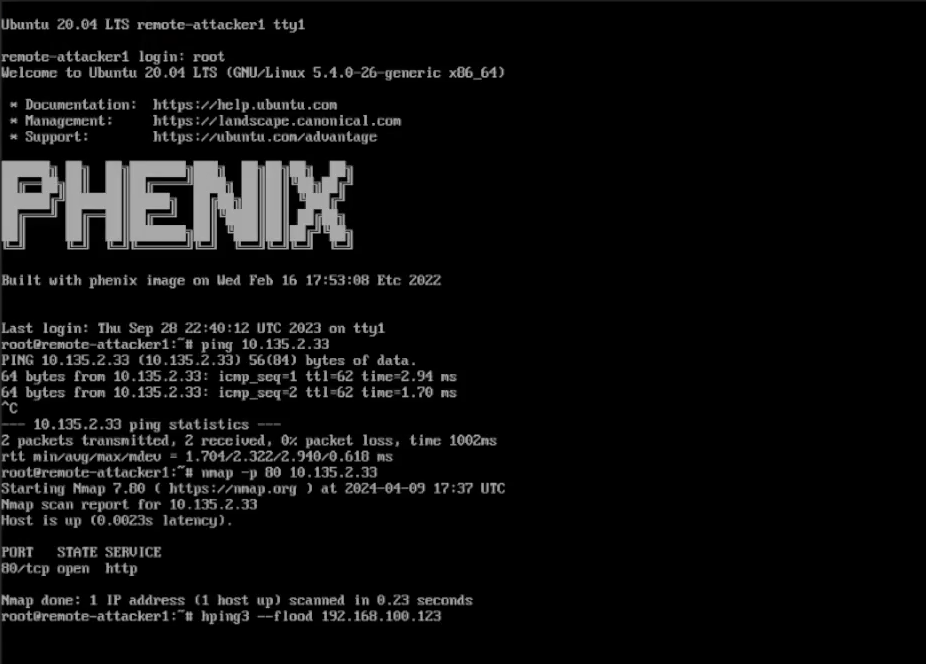 Ubuntu 20.04 LTS remote-attacker1 tty1
remote-attacker1 login: root
Welcome to Ubuntu 20.04 LTS (GNU/Linux 5.4.0-26-generic x86_64)
* Documentation: https://help.ubuntu.com
* Management: https://landscape.canonical.com
* Support: https://ubuntu.com/advantage
PHENIX
Built with phenix image on Wed Feb 16 17:53:08 Etc 2022
Last login: Thu Sep 28 22:40:12 UTC 2023 on tty1
root@remote-attacker1:~# ping 10.135.2.33
PING 10.135.2.33 (10.135.2.33) 56(84) bytes of data.
64 bytes from 10.135.2.33: icmp_seq=1 ttl=62 time=2.94 ms
64 bytes from 10.135.2.33: icmp_seq=2 ttl=62 time=1.70 ms
^C
--- 10.135.2.33 ping statistics ---
2 packets transmitted, 2 received, 0% packet loss, time 1002ms
rtt min/avg/max/mdev = 1.704/2.322/2.940/0.618 ms
root@remote-attacker1:~# nmap -p 80 10.135.2.33
Starting Nmap 7.80 ( https://nmap.org ) at 2024-04-09 17:37 UTC
Nmap scan report for 10.135.2.33
Host is up (0.0023s latency).
PORT STATE SERVICE
80/tcp open http
Nmap done: 1 IP address (1 host up) scanned in 0.23 seconds
root@remote-attacker1:~# hping3 --flood 192.168.100.123